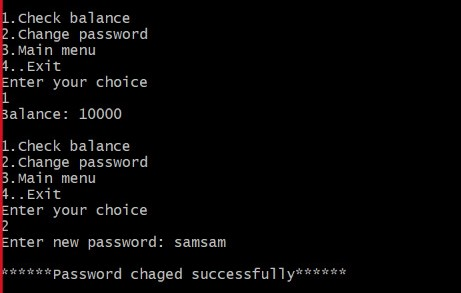 1.Check balance
2.Change password
3.Main menu
4..Exit
Enter your choice
1
Balance: 10000
1.Check balance
2.Change password
3.Main menu
4..Exit
Enter your choice
2
Enter new password: samsam
******Password chaged successfully******